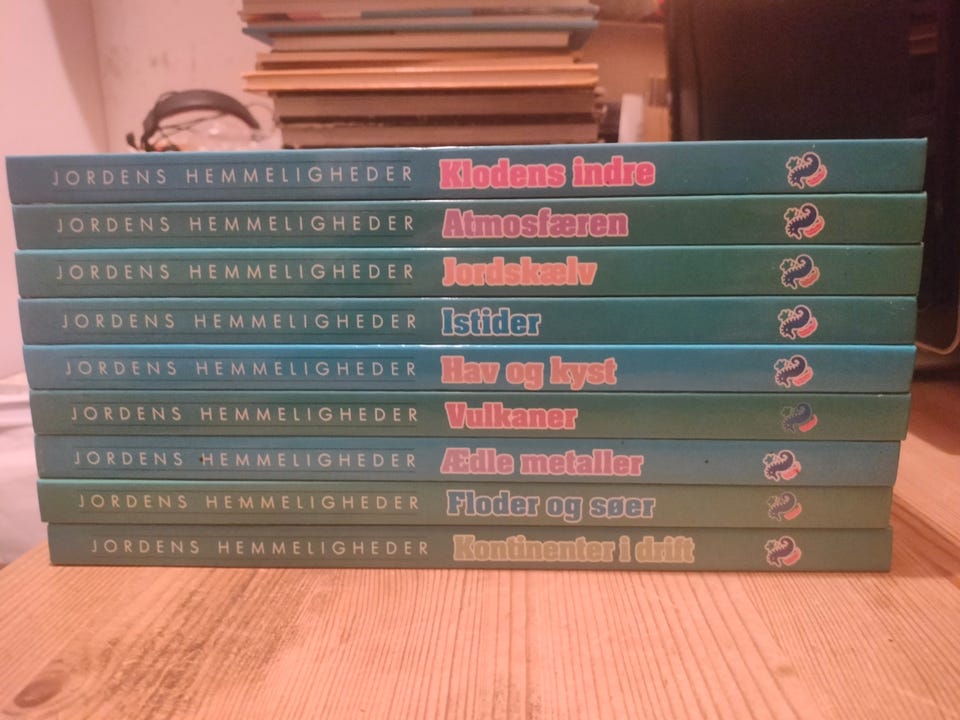 JORDENS HEMMELIGHEDER Klodens indre
JORDENS HEMMELIGHEDER Atmosfæren
JORDENS HEMMELIGHEDER Jordskælv
JORDENS HEMMELIGHEDER Istider
JORDENS HEMMELIGHEDER Hav og kyst
JORDENS HEMMELIGHEDER Vulkaner
JORDENS HEMMELIGHEDER Ædle metaller
JORDENS HEMMELIGHEDER Floder og søer
JORDENS HEMMELIGHEDER Kontinenter i drift